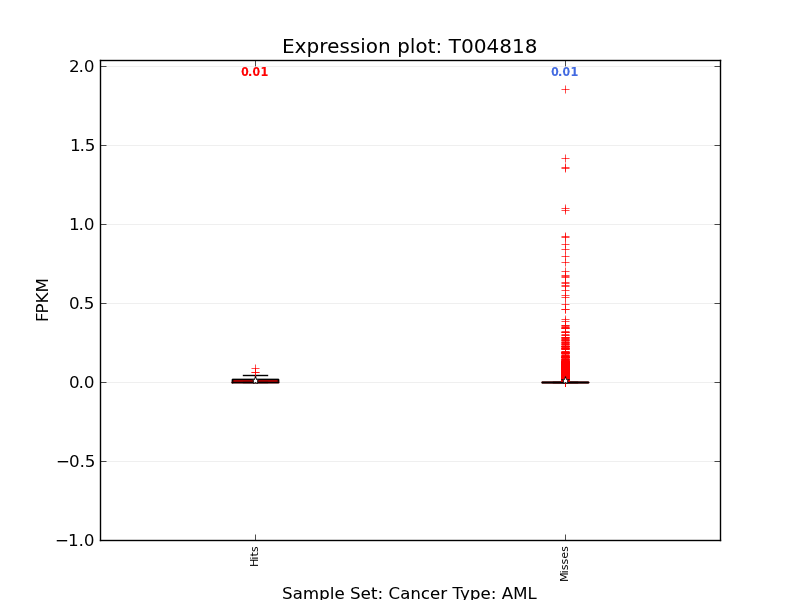 Expression plot: T004818
2.0
0.01
0.01
1.5
1.0
0.5
0.0
−0.5
−1.0
FPKM
Hits
Misses
Sample Set: Cancer Type: AML